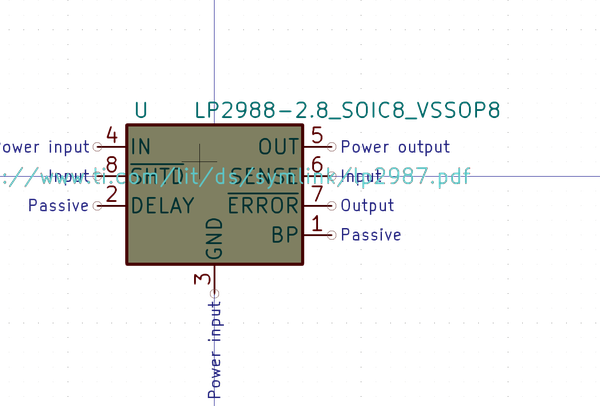 U LP2988-2.8_SOIC8_VSSOP8
ower input 4 IN OUT 5 Power output
Input 8 SHTD SENSE 6 Input
://www.ti.com/lit/ds/symlink/lp2987.pdf
Passive 2 DELAY ERROR 7 Output
BP 1 Passive
GND
3
Power input